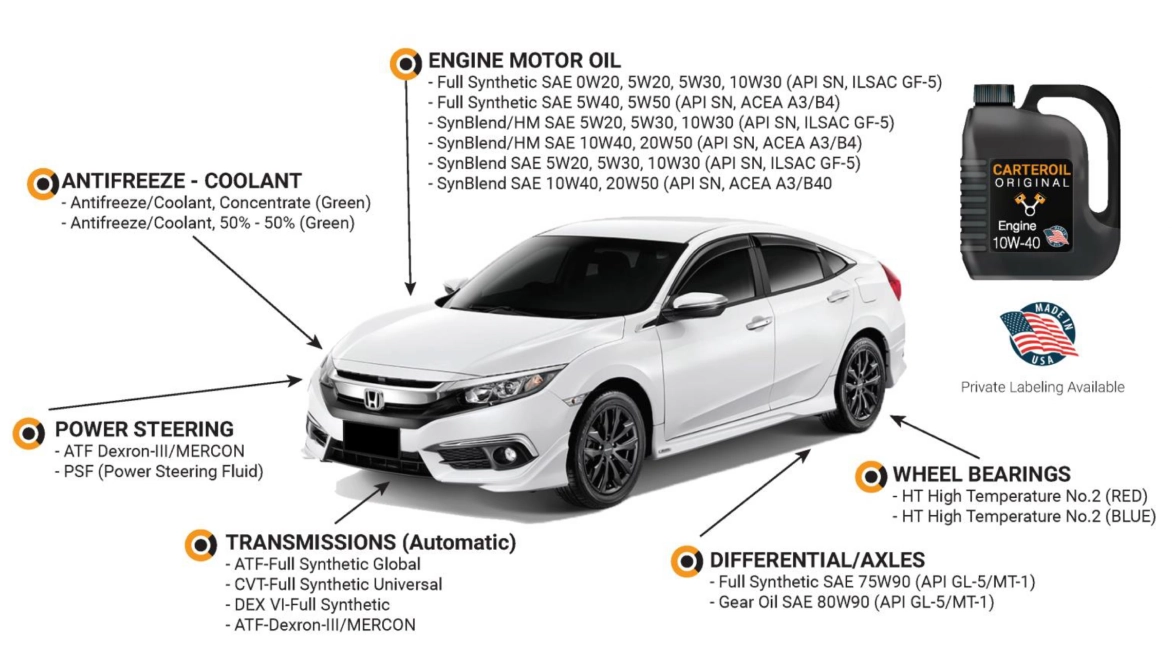 ENGINE MOTOR OIL
- Full Synthetic SAE 0W20, 5W20, 5W30, 10W30 (API SN, ILSAC GF-5)
- Full Synthetic SAE 5W40, 5W50 (API SN, ACEA A3/B4)
- SynBlend/HM SAE 5W20, 5W30, 10W30 (API SN, ILSAC GF-5)
- SynBlend/HM SAE 10W40, 20W50 (API SN, ACEA A3/B4)
- SynBlend SAE 5W20, 5W30, 10W30 (API SN, ILSAC GF-5)
- SynBlend SAE 10W40, 20W50 (API SN, ACEA A3/B40
ANTIFREEZE - COOLANT
- Antifreeze/Coolant, Concentrate (Green)
- Antifreeze/Coolant, 50% - 50% (Green)
CARTEROIL
ORIGINAL
Engine
10W-40
MADE IN
USA
Private Labeling Available
POWER STEERING
- ATF Dexron-III/MERCON
- PSF (Power Steering Fluid)
WHEEL BEARINGS
- HT High Temperature No.2 (RED)
- HT High Temperature No.2 (BLUE)
TRANSMISSIONS (Automatic)
- ATF-Full Synthetic Global
- CVT-Full Synthetic Universal
- DEX VI-Full Synthetic
- ATF-Dexron-III/MERCON
DIFFERENTIAL/AXLES
- Full Synthetic SAE 75W90 (API GL-5/MT-1)
- Gear Oil SAE 80W90 (API GL-5/MT-1)